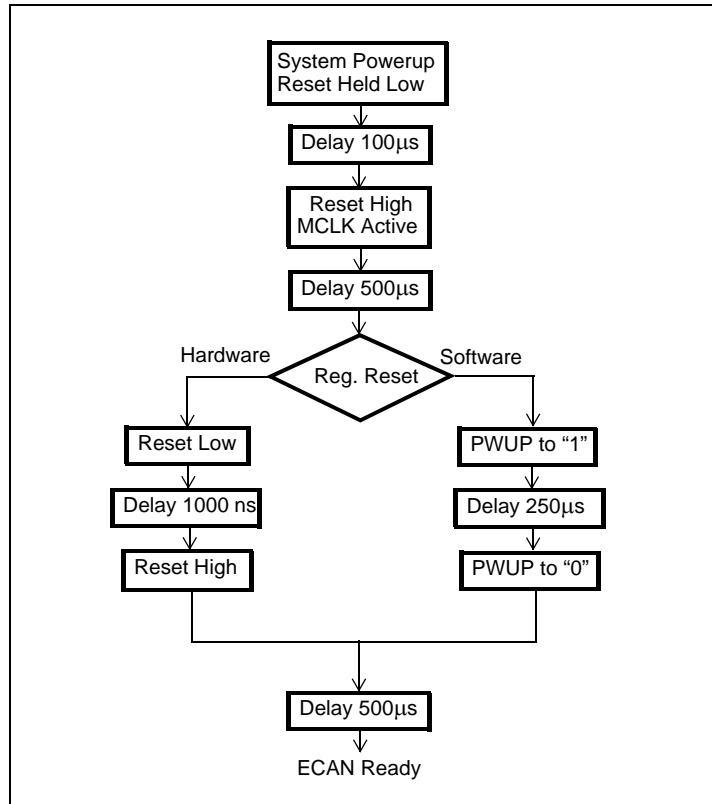 System Powerup
Reset Held Low
Delay 100µs
Reset High
MCLK Active
Delay 500µs
Hardware
Software
Reg. Reset
Reset Low
PWUP to “1”
Delay 1000 ns
Delay 250µs
Reset High
PWUP to “0”
Delay 500µs
ECAN Ready